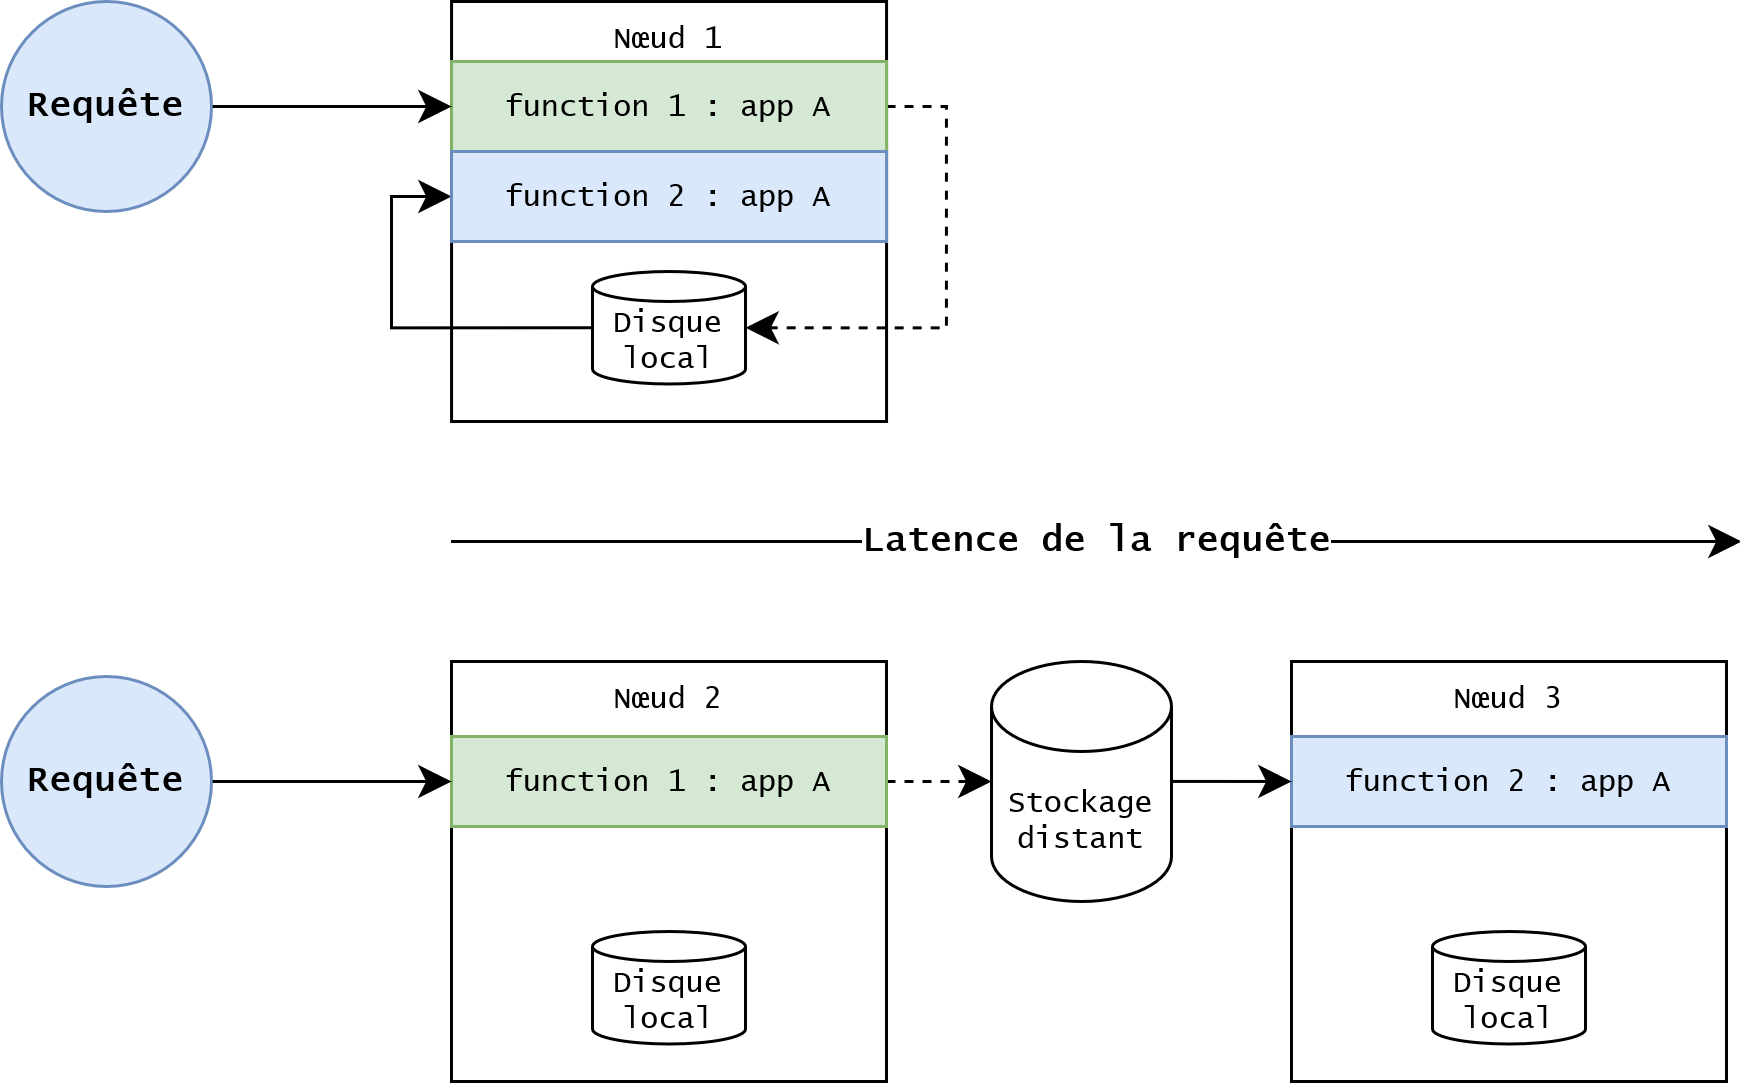 Nœud 1
Requête
function 1 : app A
function 2 : app A
Disque
local
Latence de la requête
Nœud 2
Nœud 3
Requête
function 1 : app A
function 2 : app A
Stockage
distant
Disque
local
Disque
local